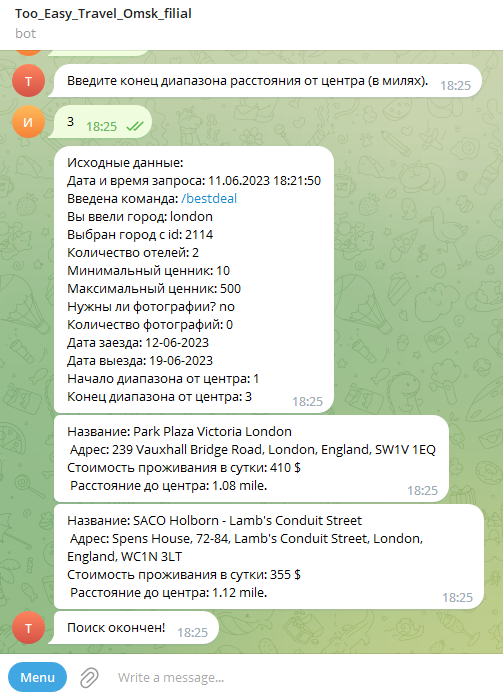 Too_Easy_Travel_Omsk_filial
bot
Т
Введите конец диапазона расстояния от центра (в милях).
18:25
И
3
18:25
Исходные данные:
Дата и время запроса: 11.06.2023 18:21:50
Введена команда: /bestdeal
Вы ввели город: london
Выбран город с id: 2114
Количество отелей: 2
Минимальный ценник: 10
Максимальный ценник: 500
Нужны ли фотографии? no
Количество фотографий: 0
Дата заезда: 12-06-2023
Дата выезда: 19-06-2023
Начало диапазона от центра: 1
Конец диапазона от центра: 3
18:25
Название: Park Plaza Victoria London
Адрес: 239 Vauxhall Bridge Road, London, England, SW1V 1EQ
Стоимость проживания в сутки: 410 $
Расстояние до центра: 1.08 mile.
18:25
Название: SACO Holborn - Lamb's Conduit Street
Адрес: Spens House, 72-84, Lamb's Conduit Street, London,
England, WC1N 3LT
Стоимость проживания в сутки: 355 $
Расстояние до центра: 1.12 mile.
18:25
Т
Поиск окончен!
18:25
Menu
Write a message...